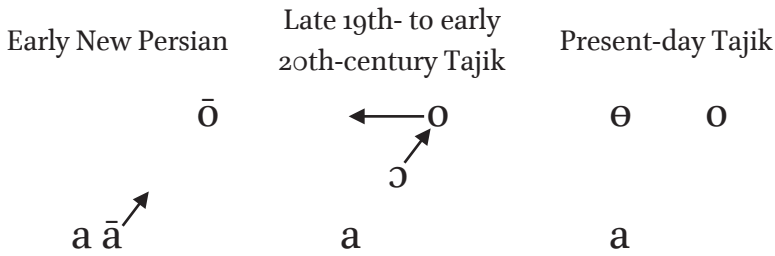 Early New Persian
Late 19th- to early
20th-century Tajik
Present-day Tajik
ō o ɵ o
ɔ
a ā a a